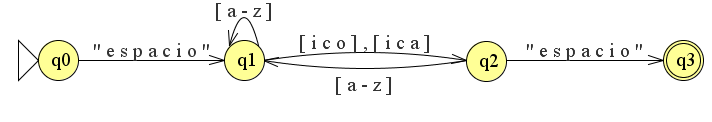 [ a - z ]
q0 "espacio" q1 [ico],[ica] q2 "espacio" q3
[ a - z ]